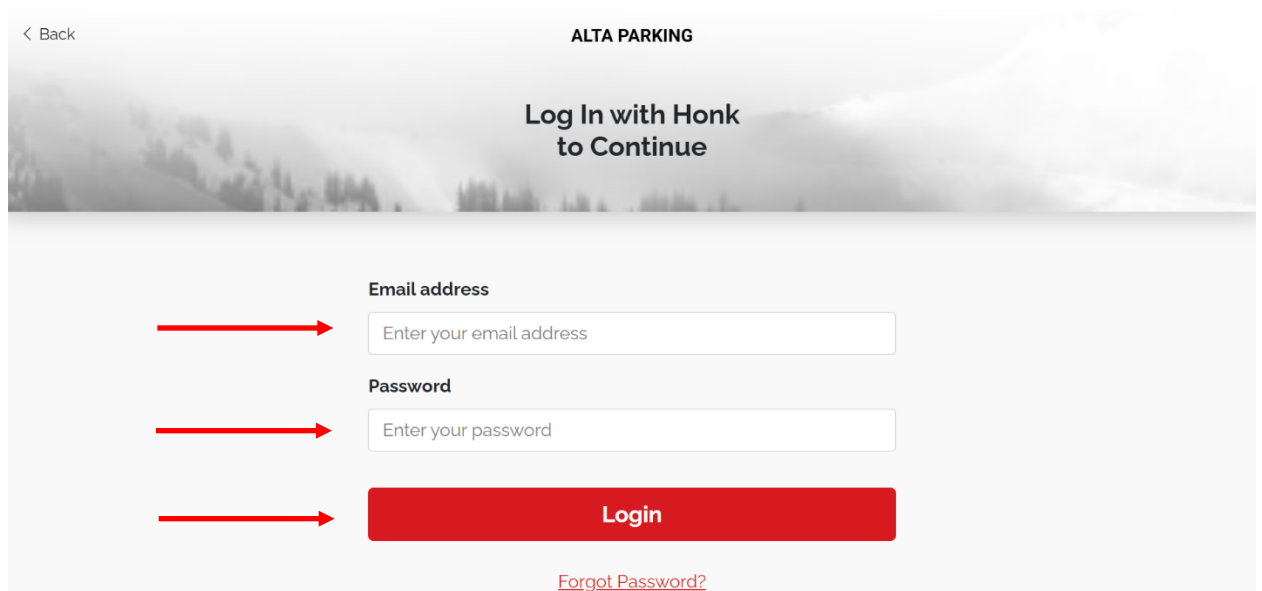 < Back
ALTA PARKING
Log In with Honk
to Continue
Email address
Enter your email address
Password
Enter your password
Login
Forgot Password?